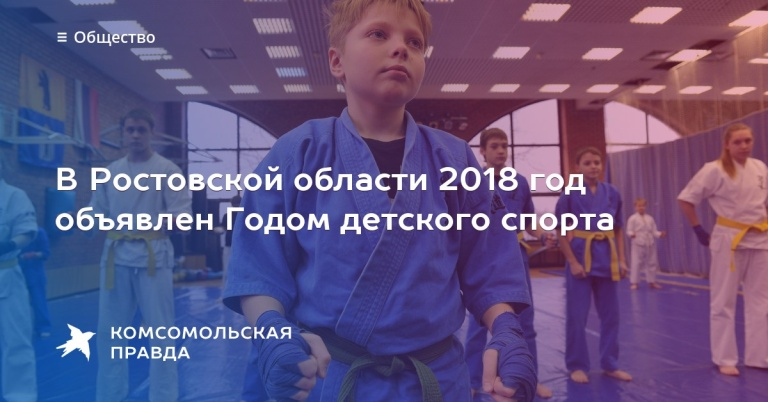 Общество
В Ростовской области 2018 год
объявлен Годом детского спорта
КОМСОМОЛЬСКАЯ
ПРАВДА